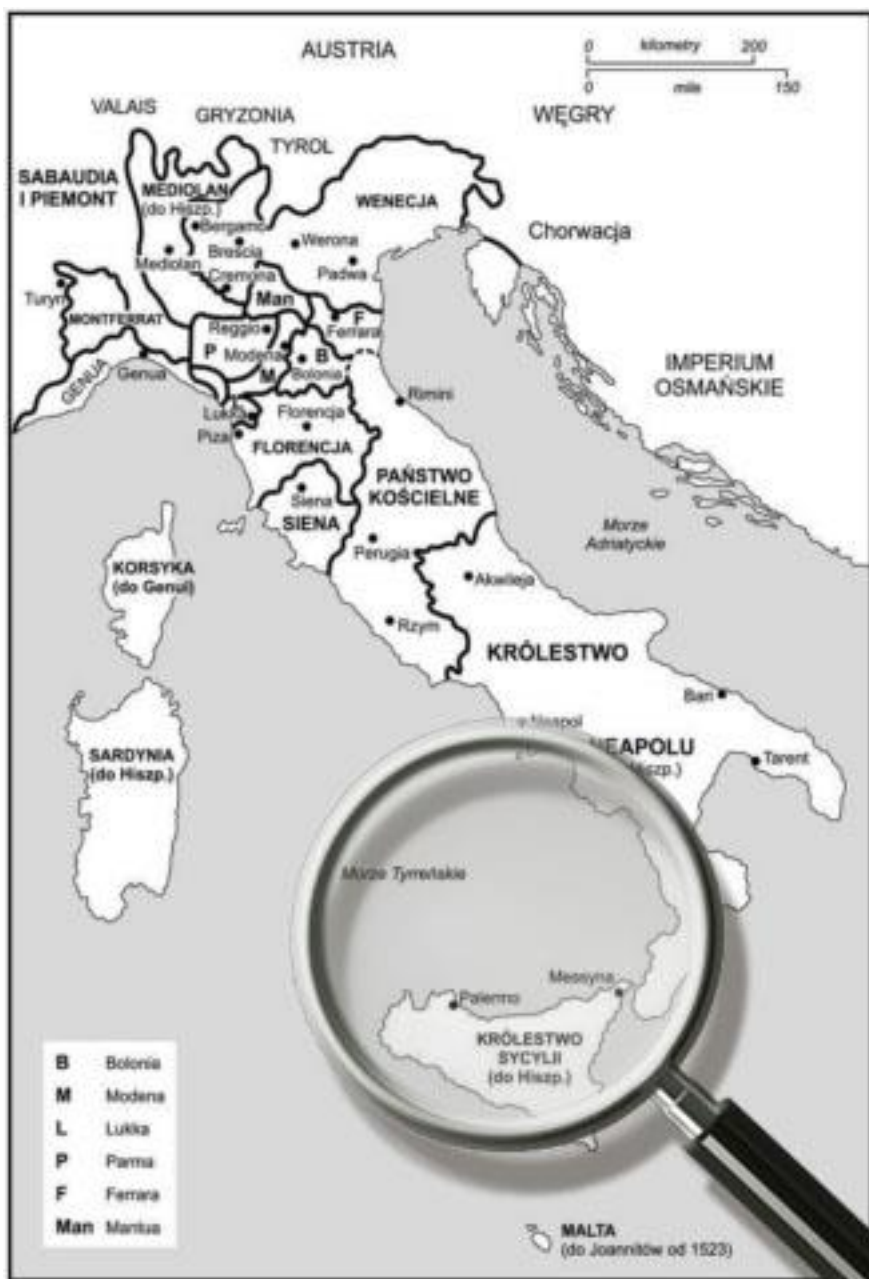 AUSTRIA
0 kilometry 200
0 mile 150
VALAIS
GRYZONIA
TYROL
WĘGRY
SABAUDIA
I PIEMONT
MEDIOLAN
(do Hiszp.)
WENECJA
Bergamo
Brescia
Werona
Chorwacja
Mediolan
Padwa
Cremona
Turyn
Man
F
Ferrara
MONTFERRAT
Reggio
P
Modena
B
M
Bolonia
GENUA
Genua
IMPERIUM
OSMAŃSKIE
Rimini
Lukka
Florencja
Piza
FLORENCJA
PAŃSTWO
KOŚCIELNE
Siena
SIENA
Morze
Adriatyckie
Perugia
KORSYKA
(do Genui)
Akwileja
Rzym
KRÓLESTWO
Bari
Neapol
NEAPOLU
Hiszp.)
Tarent
SARDYNIA
(do Hiszp.)
Morze Tyrreńskie
Messyna
Palermo
KRÓLESTWO
SYCYLII
(do Hiszp.)
B Bolonia
M Modena
L Lukka
P Parma
F Ferrara
Man Mantua
MALTA
(do Joannitów od 1523)